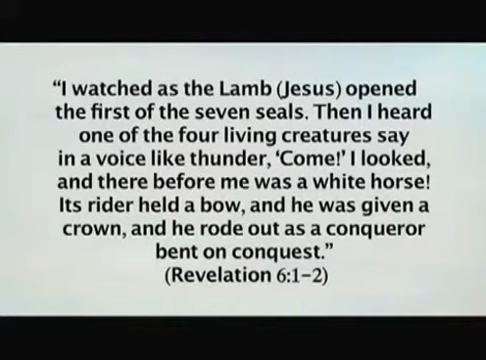 “I watched as the Lamb (Jesus) opened
the first of the seven seals. Then I heard
one of the four living creatures say
in a voice like thunder, ‘Come!’ I looked,
and there before me was a white horse!
Its rider held a bow, and he was given a
crown, and he rode out as a conqueror
bent on conquest.”
(Revelation 6:1–2)